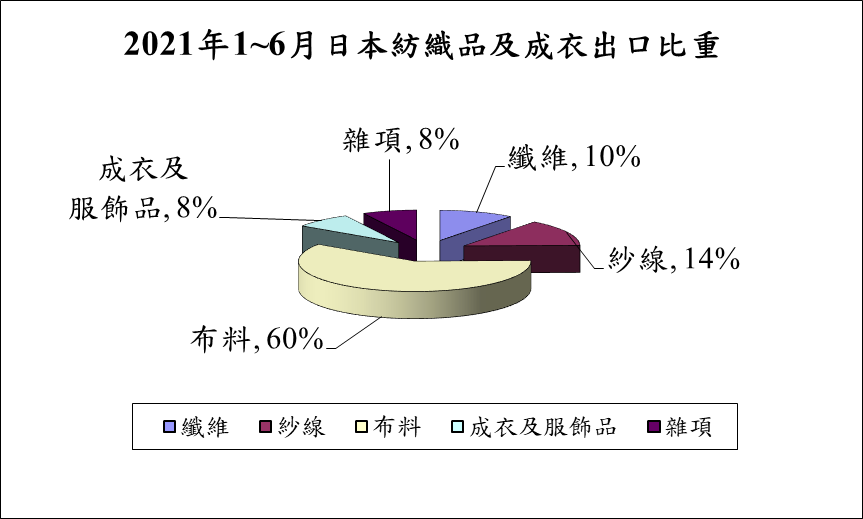 2021年1~6月日本紡織品及成衣出口比重
雜項, 8%
纖維, 10%
成衣及
服飾品, 8%
紗線, 14%
布料, 60%
纖維 紗線 布料 成衣及服飾品 雜項